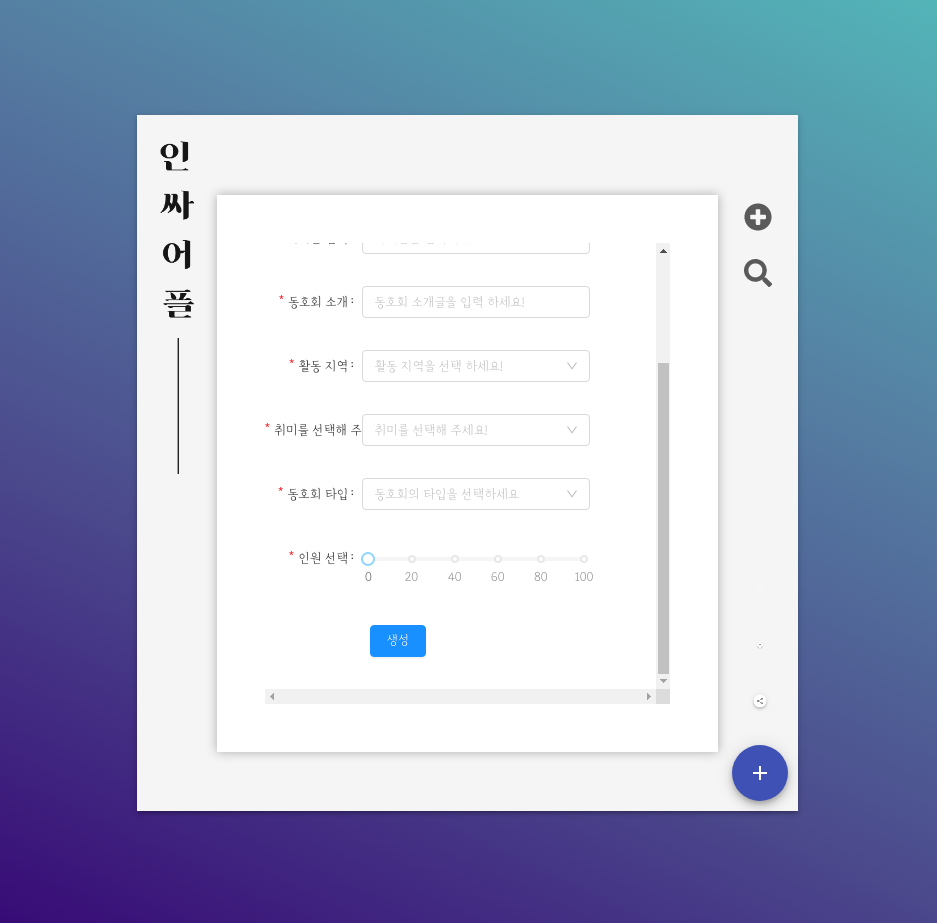 인
싸
어
플
* 동호회 소개: 동호회 소개글을 입력 하세요!
* 활동 지역: 활동 지역을 선택 하세요!
* 취미를 선택해 주 취미를 선택해 주세요!
* 동호회 타입: 동호회의 타입을 선택하세요
* 인원 선택:
0 20 40 60 80 100
생성